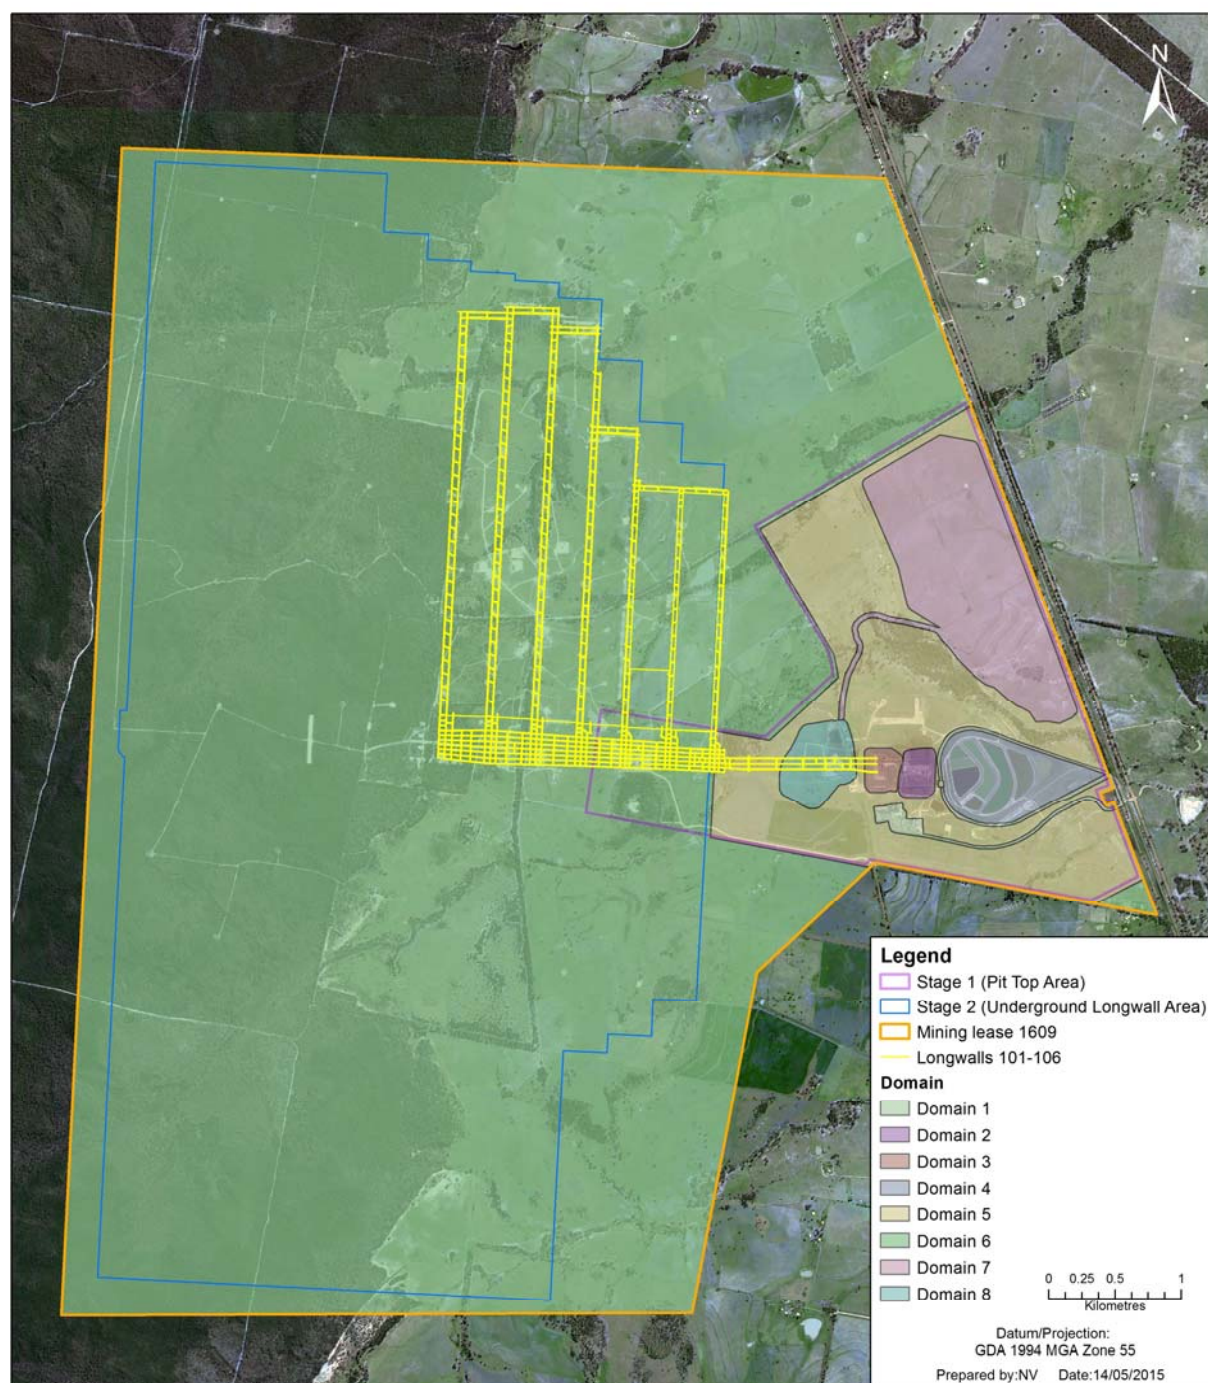 N
Legend
Stage 1 (Pit Top Area)
Stage 2 (Underground Longwall Area)
Mining lease 1609
Longwalls 101-106
Domain
Domain 1
Domain 2
Domain 3
Domain 4
Domain 5
Domain 6
Domain 7
Domain 8
0 0.25 0.5 1
Kilometres
Datum/Projection:
GDA 1994 MGA Zone 55
Prepared by:NV Date:14/05/2015